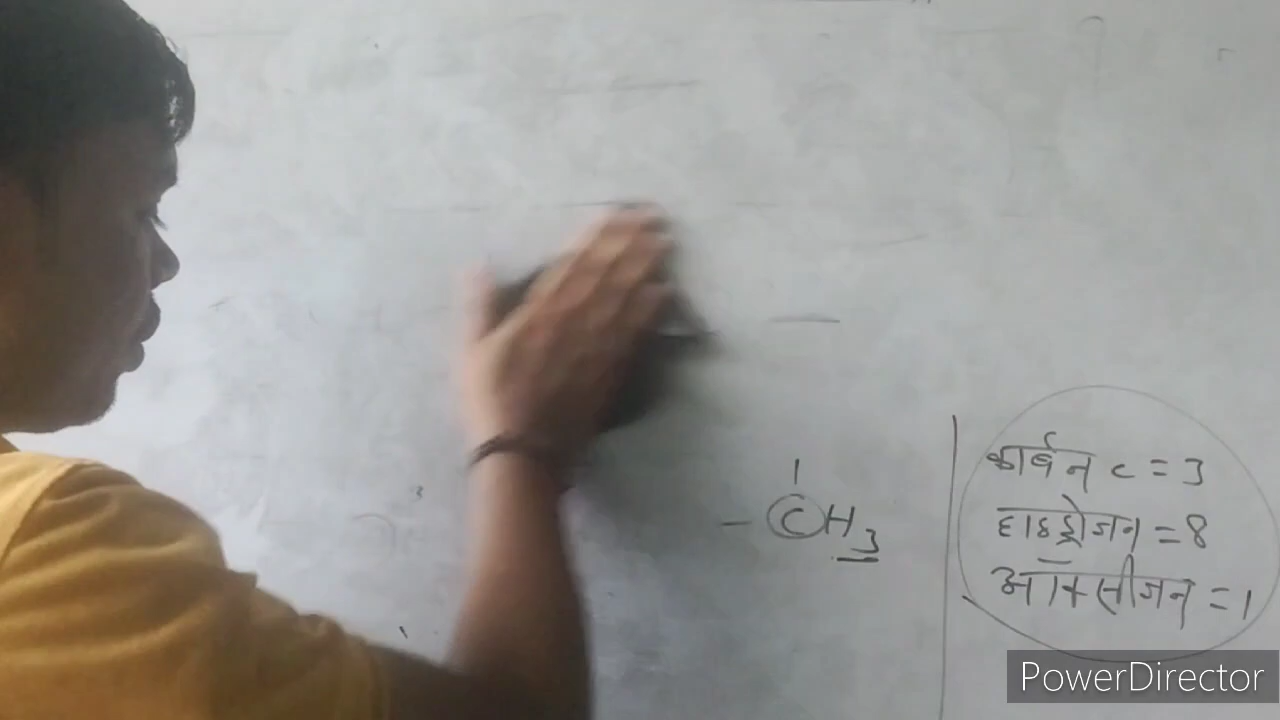 - CH3
कार्बन c = 3
हाइड्रोजन = 8
ऑक्सीजन = 1
PowerDirector